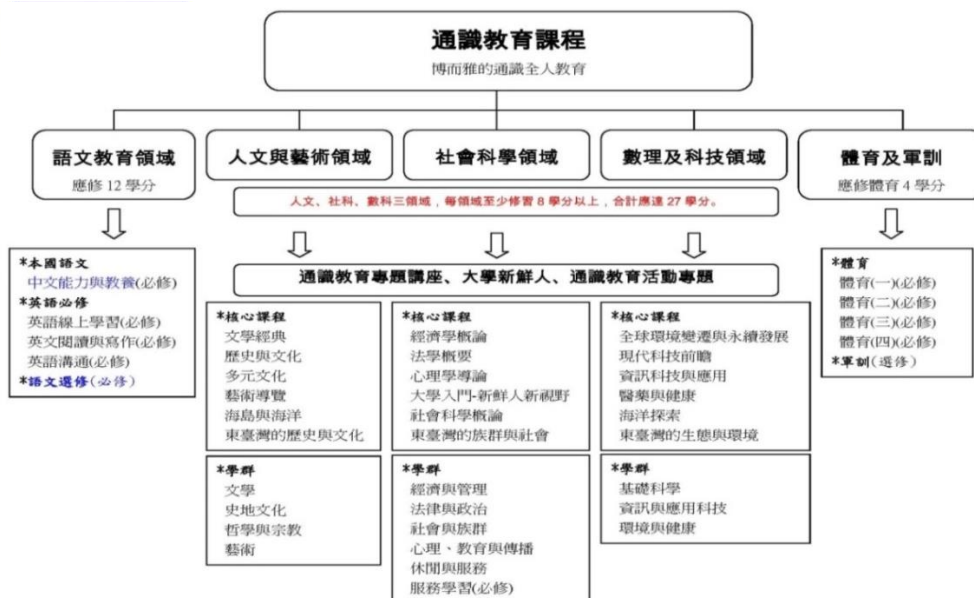 通識教育課程
博而雅的通識全人教育
語文教育領域
應修 12 學分
人文與藝術領域
社會科學領域
數理及科技領域
體育及軍訓
應修體育 4 學分
人文、社科、數科三領域，每領域至少修習 8 學分以上，合計應達 27 學分。
通識教育專題講座、大學新鮮人、通識教育活動專題
*本國語文
中文能力與教養(必修)
*英語必修
英語線上學習(必修)
英文閱讀與寫作(必修)
英語溝通(必修)
*語文選修(必修)
*核心課程
文學經典
歷史與文化
多元文化
藝術導覽
海島與海洋
東臺灣的歷史與文化
*學群
文學
史地文化
哲學與宗教
藝術
*核心課程
經濟學概論
法學概要
心理學導論
大學入門-新鮮人新視野
社會科學概論
東臺灣的族群與社會
*學群
經濟與管理
法律與政治
社會與族群
心理、教育與傳播
休閒與服務
服務學習(必修)
*核心課程
全球環境變遷與永續發展
現代科技前瞻
資訊科技與應用
醫藥與健康
海洋探索
東臺灣的生態與環境
*學群
基礎科學
資訊與應用科技
環境與健康
*體育
體育(一)(必修)
體育(二)(必修)
體育(三)(必修)
體育(四)(必修)
*軍訓(選修)